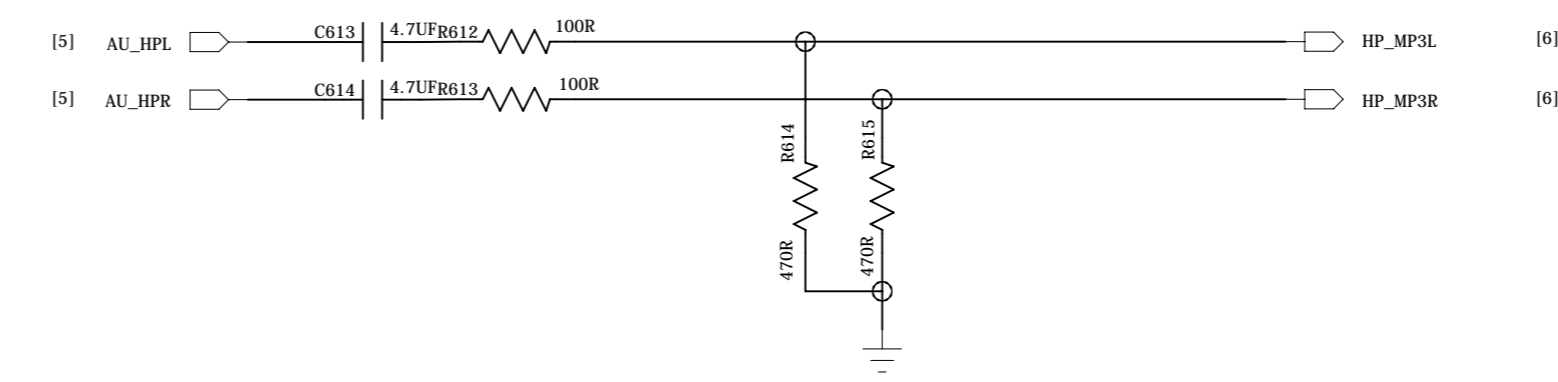 [5] AU_HPL C613 4.7UF R612 100R HP_MP3L [6]
[5] AU_HPR C614 4.7UF R613 100R HP_MP3R [6]
R614 R615
470R 470R